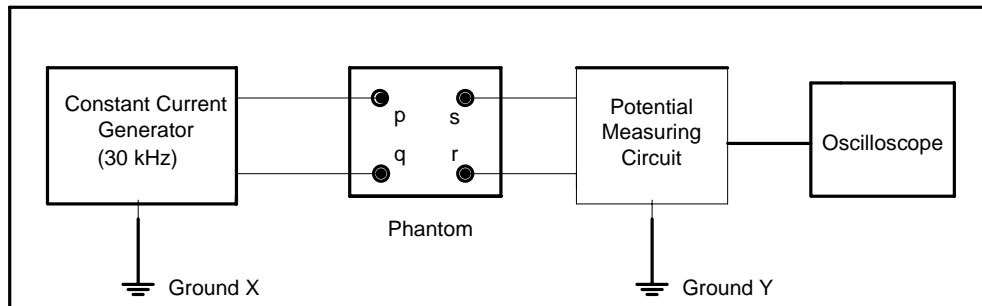 Constant Current
Generator
(30 kHz)
p
s
q
r
Phantom
Potential
Measuring
Circuit
Oscilloscope
Ground X
Ground Y